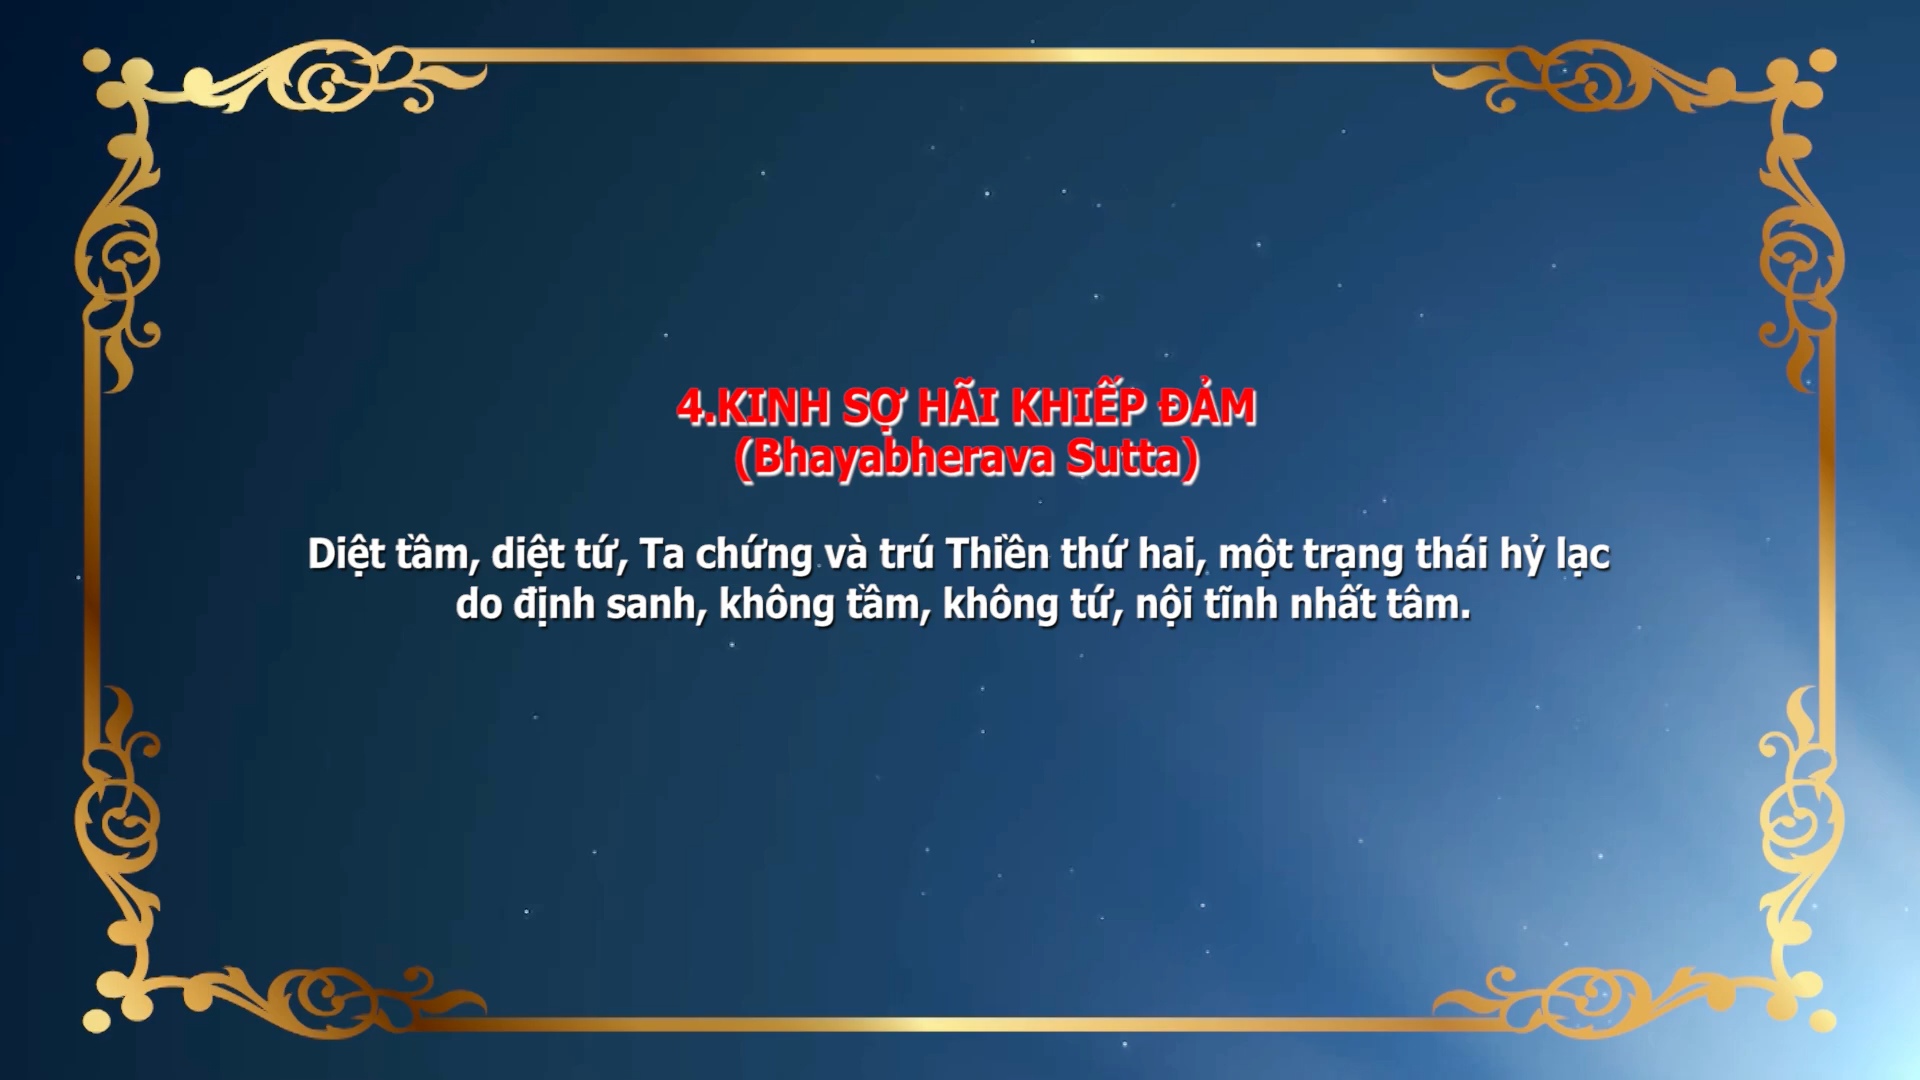 4.KINH SỢ HÃI KHIẾP ĐẢM
(Bhayabherava Sutta)
Diệt tầm, diệt tứ, Ta chứng và trú Thiền thứ hai, một trạng thái hỷ lạc
do định sanh, không tầm, không tứ, nội tĩnh nhất tâm.